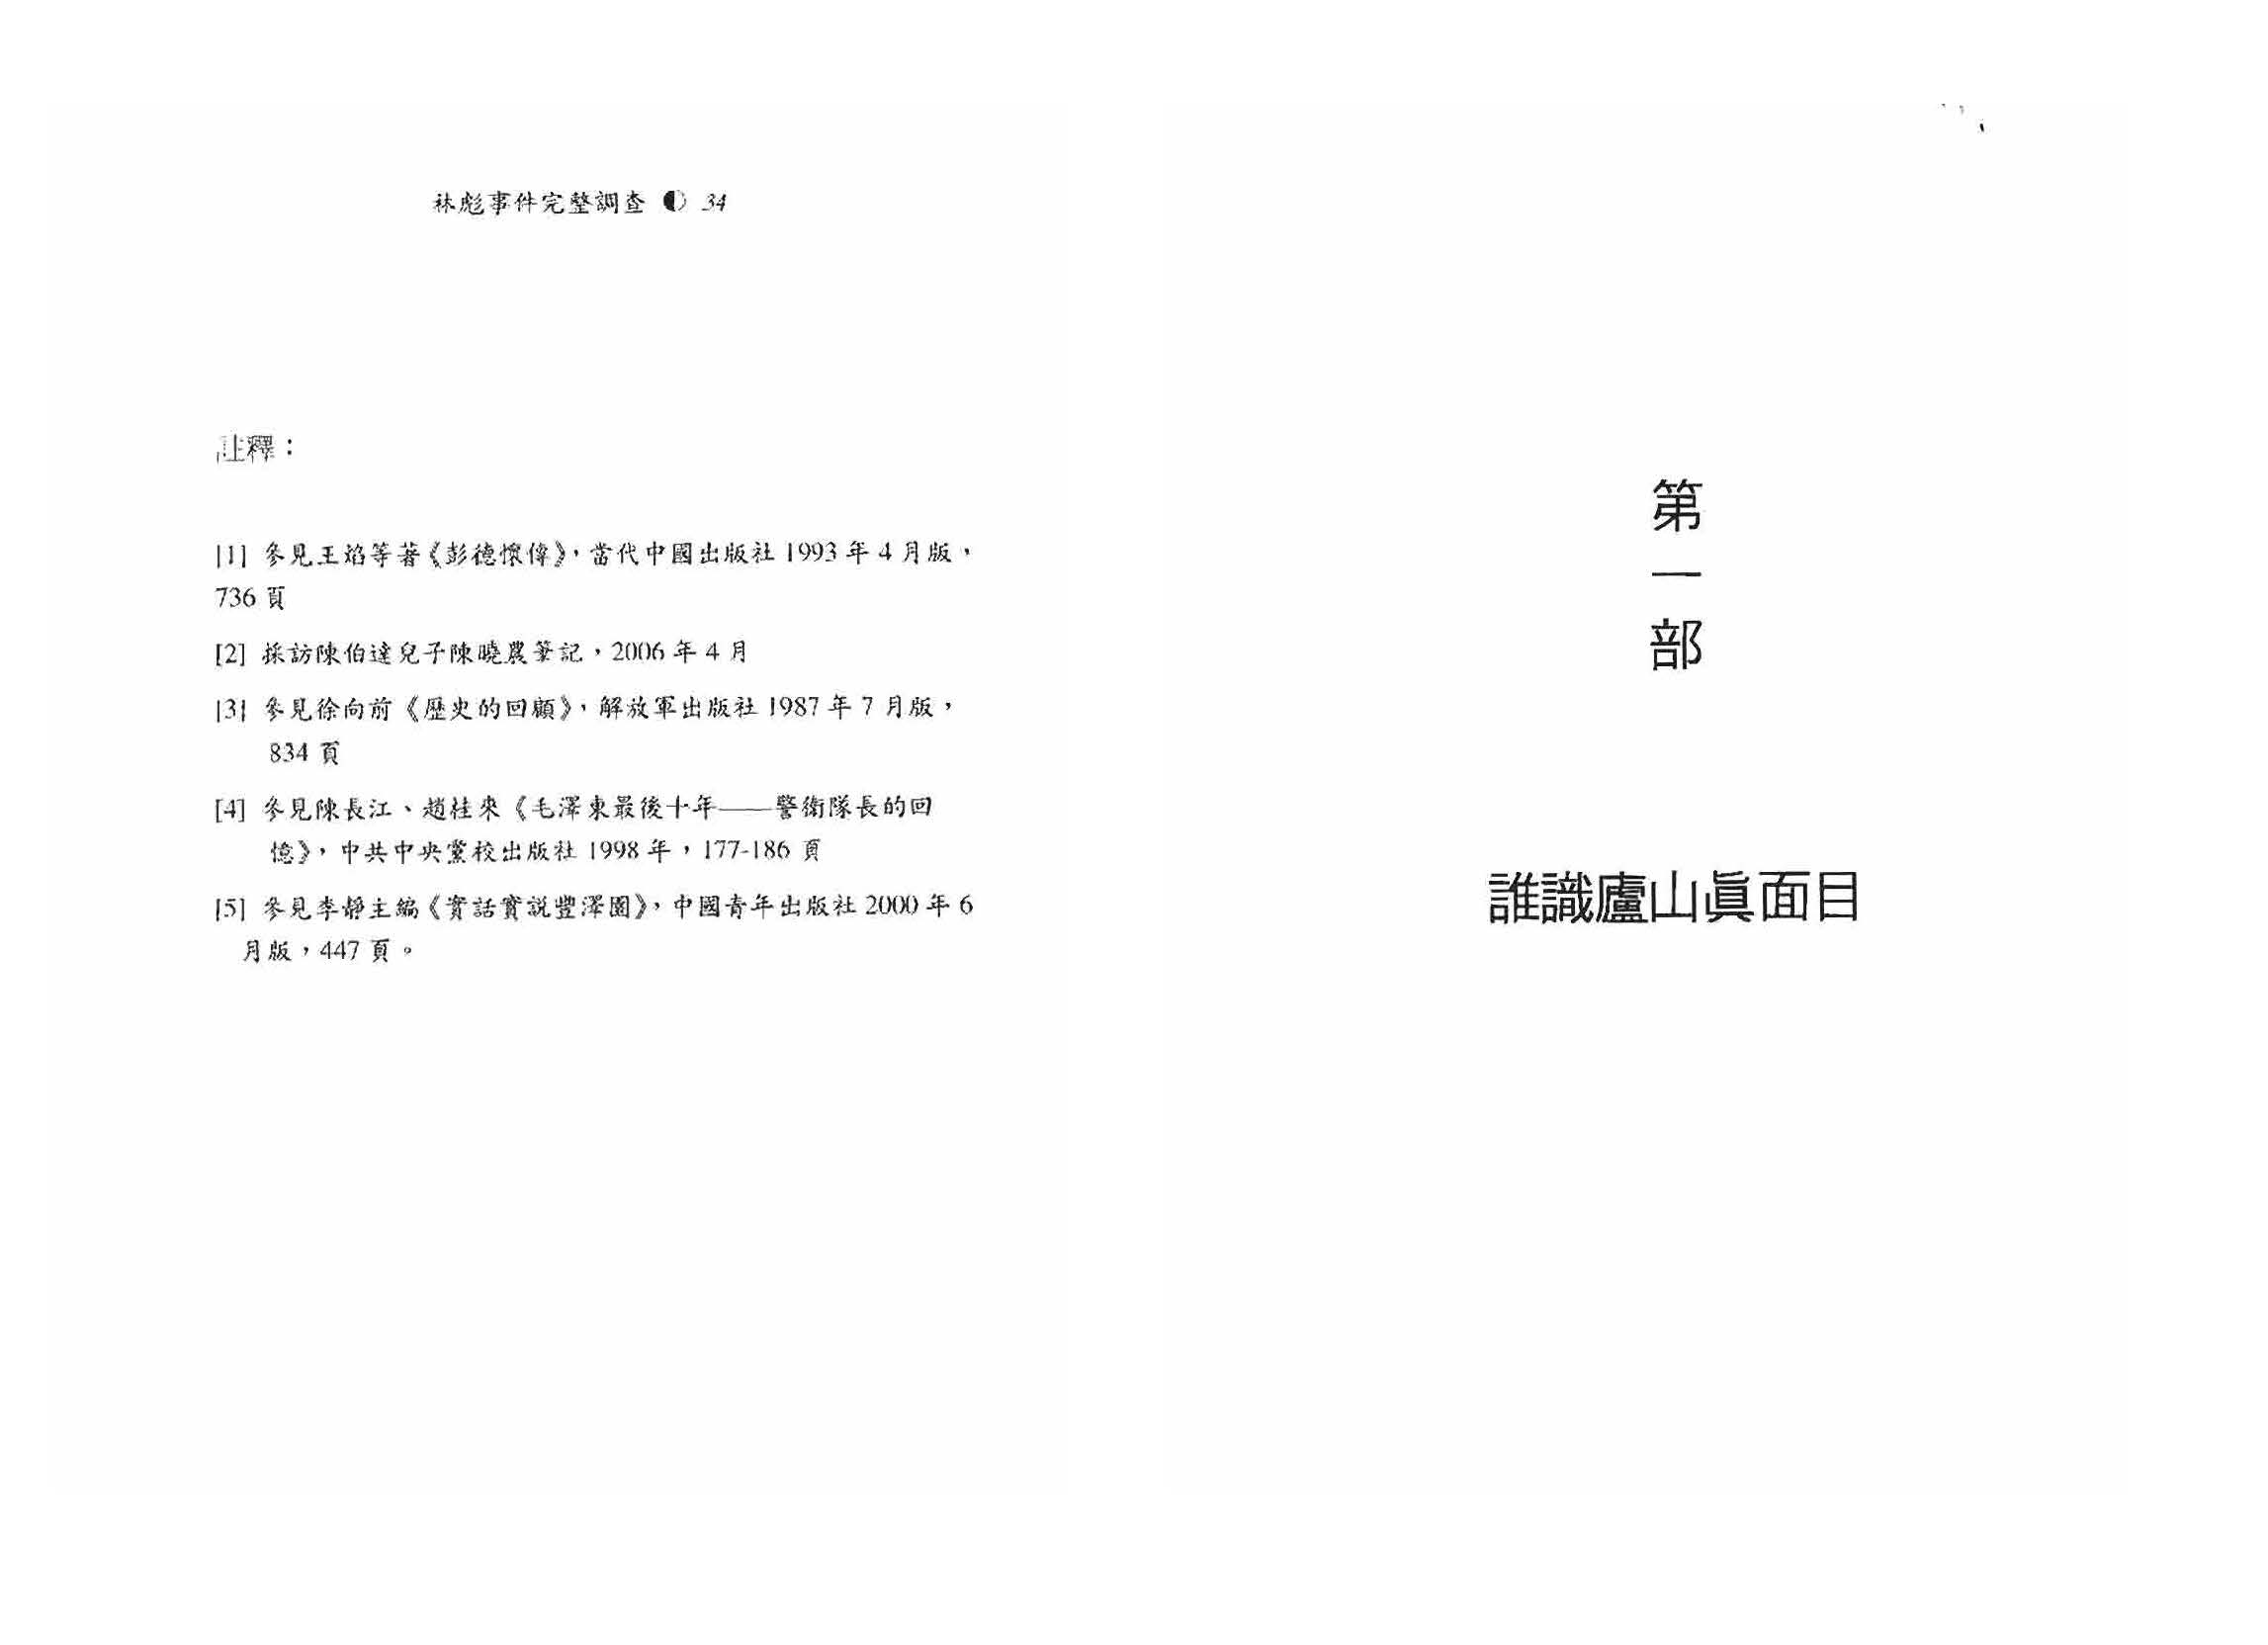 林彪事件完整調查 ◐ 34
註釋：
[1] 參見王焰等著《彭德懷傳》，當代中國出版社 1993 年 4 月版，
736 頁
[2] 採訪陳伯達兒子陳曉農筆記，2006 年 4 月
[3] 參見徐向前《歷史的回顧》，解放軍出版社 1987 年 7 月版，
834 頁
[4] 參見陳長江、趙桂來《毛澤東最後十年——警衛隊長的回
憶》，中共中央黨校出版社 1998 年，177-186 頁
[5] 參見李靜主編《實話實說豐澤園》，中國青年出版社 2000 年 6
月版，447 頁。
第一部
誰識廬山眞面目